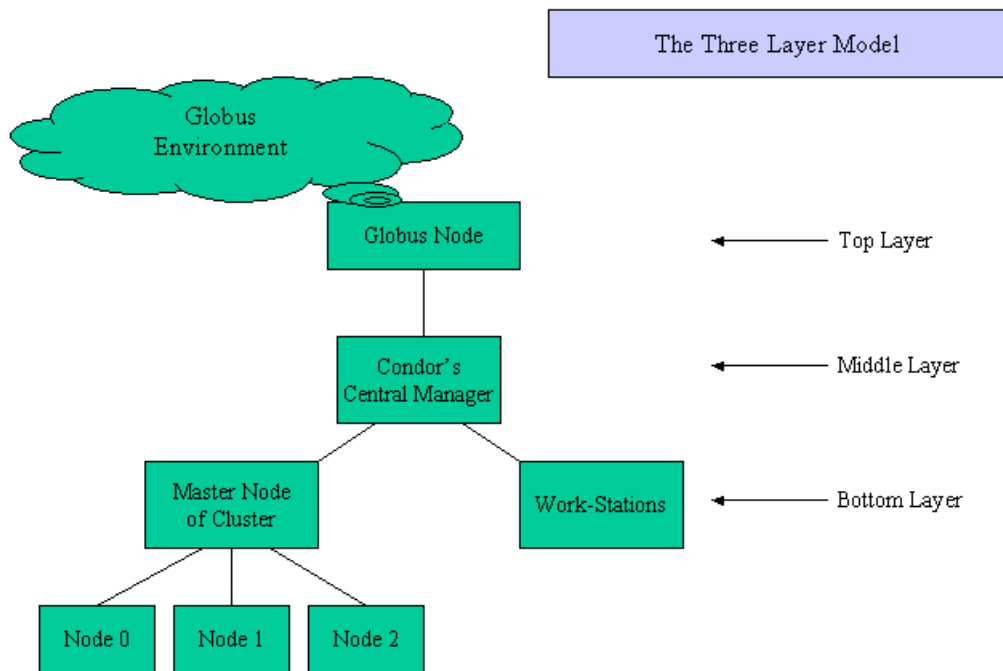 The Three Layer Model
Globus
Environment
Globus Node
Top Layer
Condor's
Central Manager
Middle Layer
Master Node
of Cluster
Work-Stations
Bottom Layer
Node 0
Node 1
Node 2